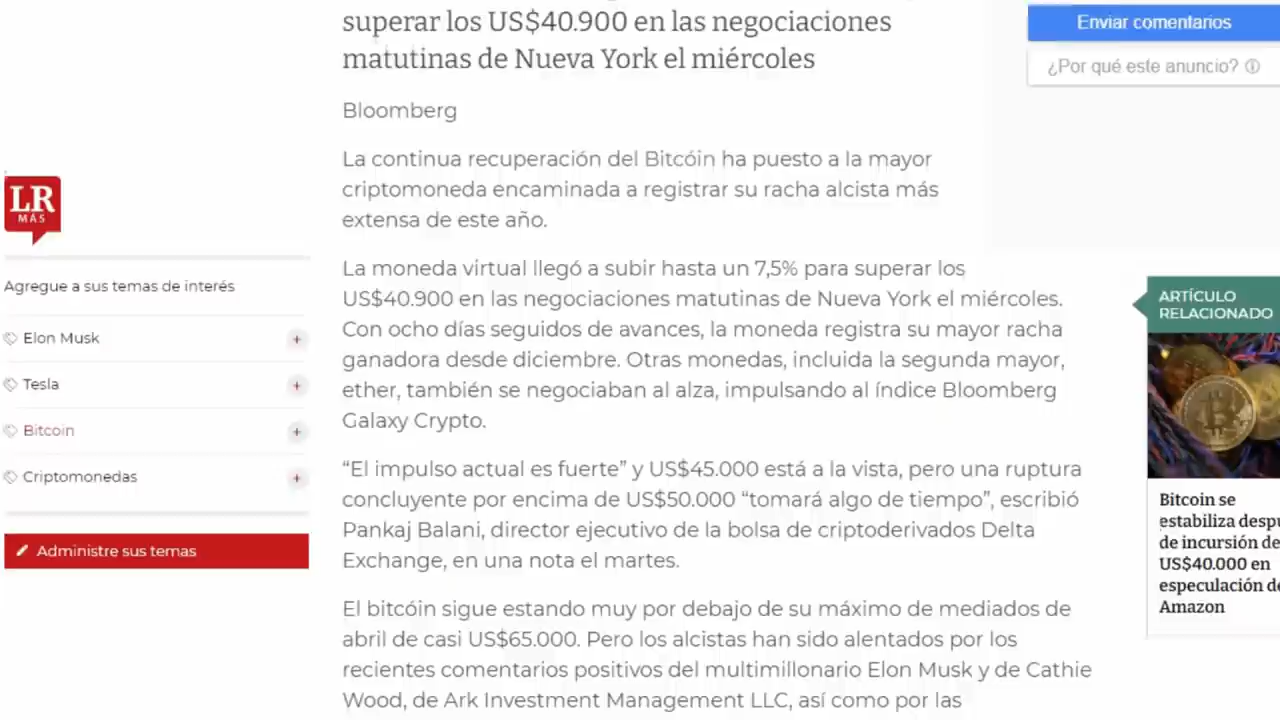 superar los US$40.900 en las negociaciones
matutinas de Nueva York el miércoles
Bloomberg
La continua recuperación del Bitcóin ha puesto a la mayor
criptomoneda encaminada a registrar su racha alcista más
extensa de este año.
La moneda virtual llegó a subir hasta un 7,5% para superar los
US$40.900 en las negociaciones matutinas de Nueva York el miércoles.
Con ocho días seguidos de avances, la moneda registra su mayor racha
ganadora desde diciembre. Otras monedas, incluida la segunda mayor,
ether, también se negociaban al alza, impulsando al índice Bloomberg
Galaxy Crypto.
“El impulso actual es fuerte” y US$45.000 está a la vista, pero una ruptura
concluyente por encima de US$50.000 “tomará algo de tiempo”, escribió
Pankaj Balani, director ejecutivo de la bolsa de criptoderivados Delta
Exchange, en una nota el martes.
El bitcóin sigue estando muy por debajo de su máximo de mediados de
abril de casi US$65.000. Pero los alcistas han sido alentados por los
recientes comentarios positivos del multimillonario Elon Musk y de Cathie
Wood, de Ark Investment Management LLC, así como por las
LR
MÁS
Agregue a sus temas de interés
Elon Musk +
Tesla +
Bitcoin +
Criptomonedas +
Administre sus temas
Enviar comentarios
¿Por qué este anuncio?
ARTÍCULO
RELACIONADO
Bitcoin se
estabiliza despu
de incursión de
US$40.000 en
especulación de
Amazon